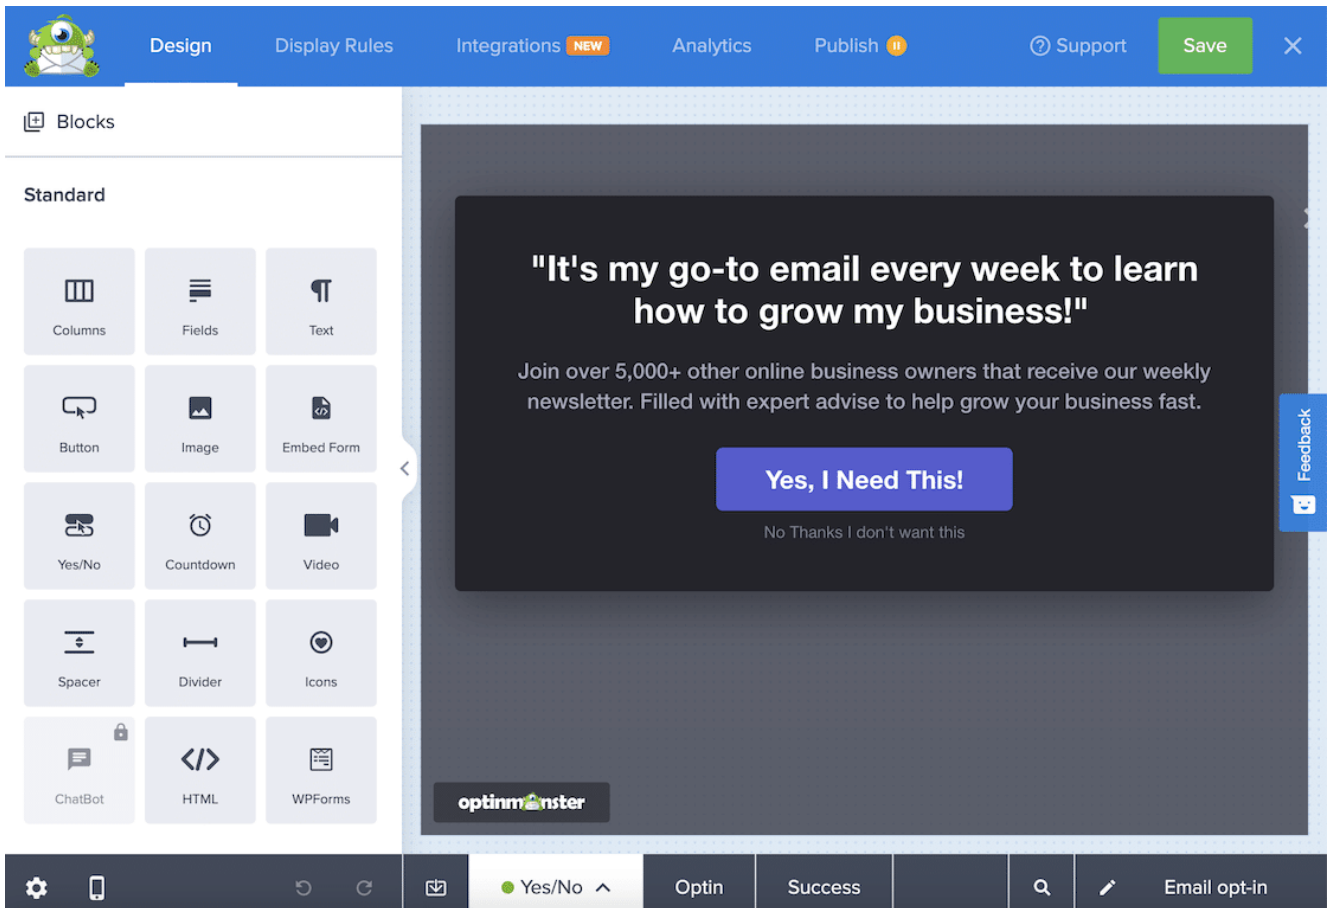 Design
Display Rules
Integrations NEW
Analytics
Publish
Support
Save
Blocks
Standard
Columns
Fields
Text
Button
Image
Embed Form
Yes/No
Countdown
Video
Spacer
Divider
Icons
ChatBot
HTML
WPForms
"It's my go-to email every week to learn
how to grow my business!"
Join over 5,000+ other online business owners that receive our weekly
newsletter. Filled with expert advise to help grow your business fast.
Yes, I Need This!
No Thanks I don't want this
Feedback
optinmonster
Yes/No
Optin
Success
Email opt-in